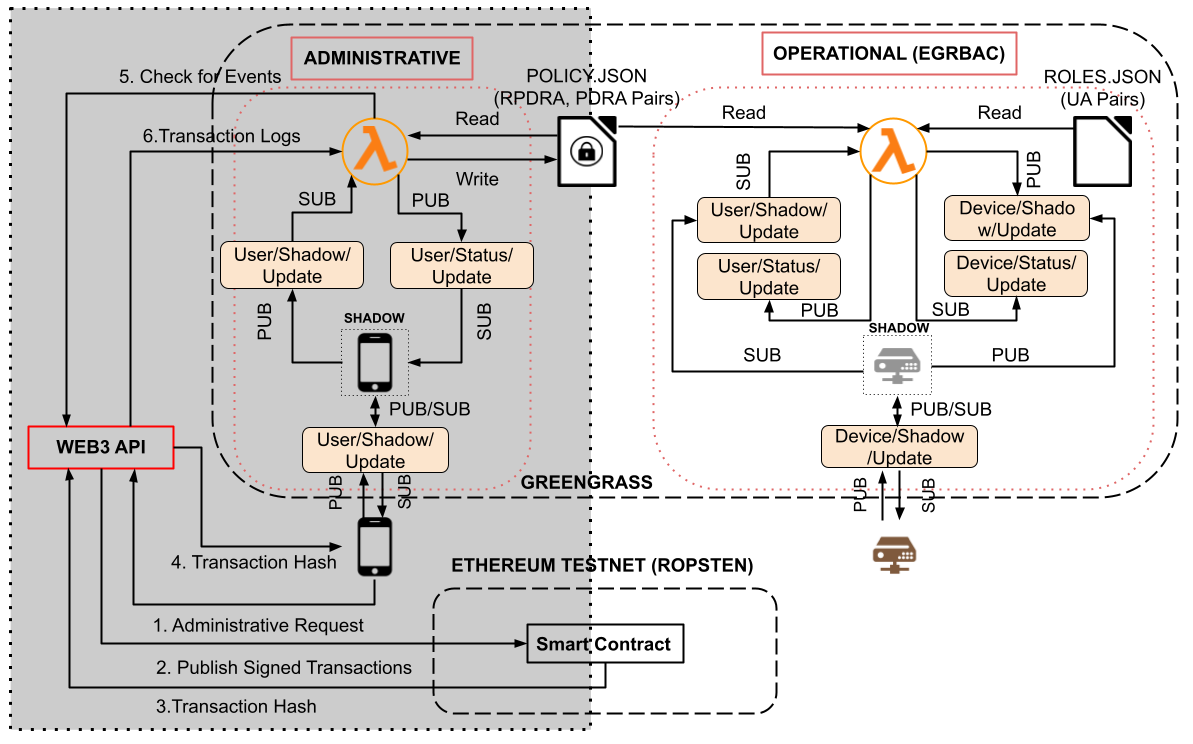 ADMINISTRATIVE
OPERATIONAL (EGRBAC)
5. Check for Events
POLICY.JSON
(RPDRA, PDRA Pairs)
ROLES.JSON
(UA Pairs)
6.Transaction Logs
Read
Write
Read
Read
λ
λ
SUB
PUB
SUB
PUB
User/Shadow/
Update
User/Status/
Update
User/Shadow/
Update
Device/Shado
w/Update
User/Status/
Update
Device/Status/
Update
PUB
SHADOW
SUB
PUB
SUB
SHADOW
SUB
PUB
PUB/SUB
PUB/SUB
WEB3 API
User/Shadow/
Update
Device/Shadow
/Update
GREENGRASS
PUB
SUB
PUB
SUB
4. Transaction Hash
ETHEREUM TESTNET (ROPSTEN)
1. Administrative Request
Smart Contract
2. Publish Signed Transactions
3.Transaction Hash